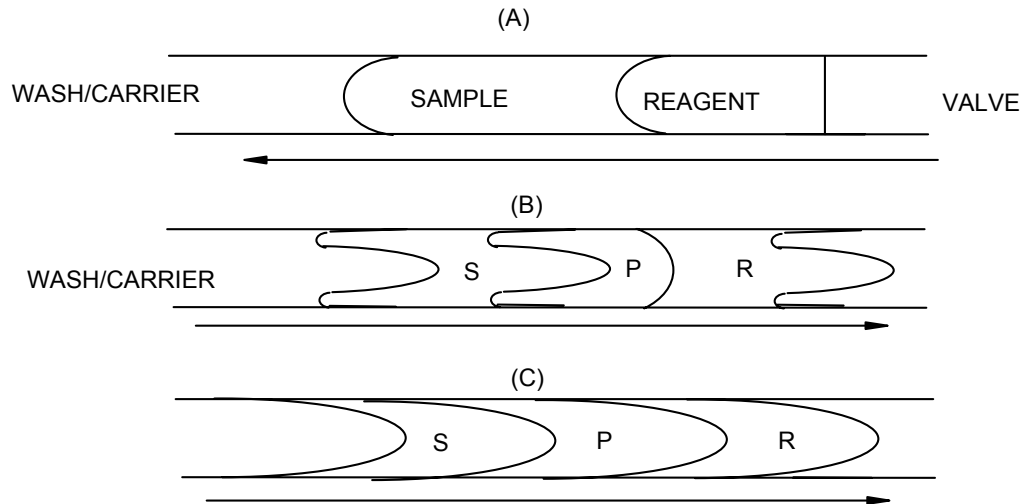 (A)
WASH/CARRIER SAMPLE REAGENT VALVE
(B)
WASH/CARRIER S P R
(C)
S P R